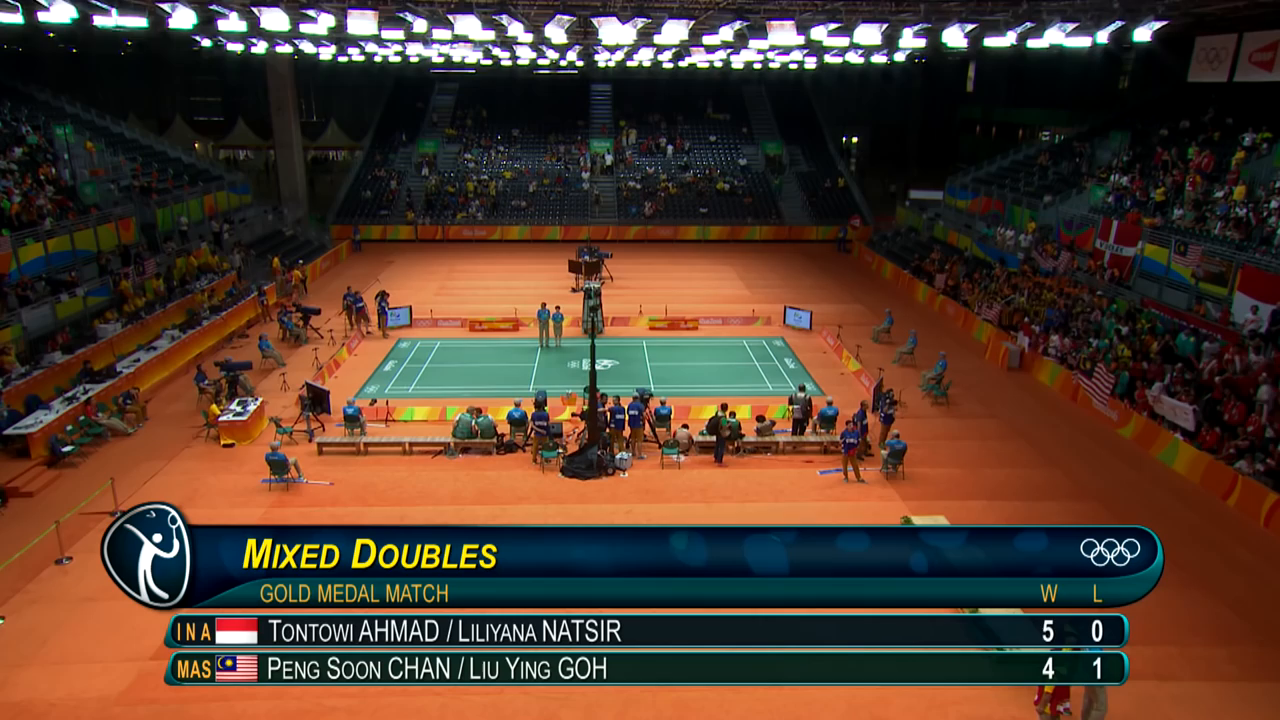 MIXED DOUBLES
GOLD MEDAL MATCH W L
INA TONTOWI AHMAD / LILIYANA NATSIR 5 0
MAS PENG SOON CHAN / LIU YING GOH 4 1